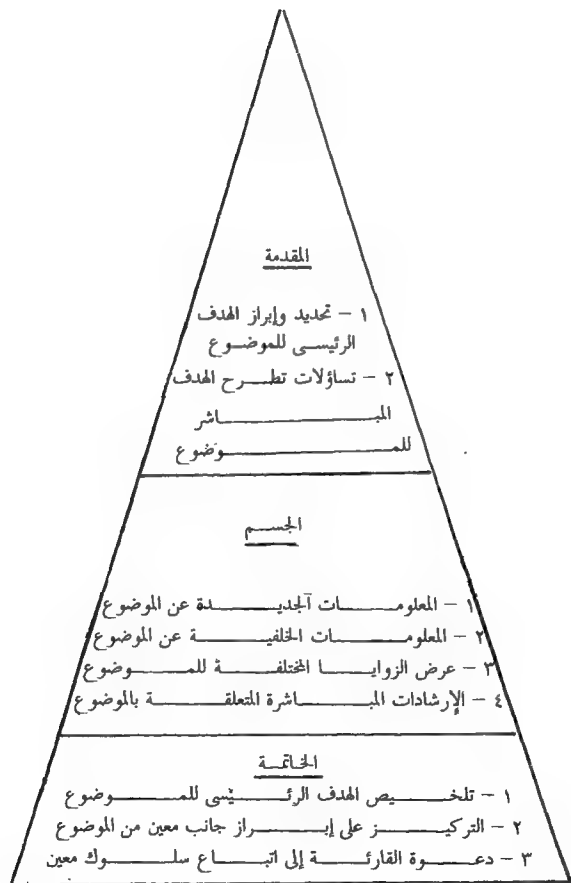 المقدمة
١ – تحديد وإبراز الهدف
الرئيسى للموضوع
٢ – تساؤلات تطرح الهدف
المباشر
للموضوع
الجسم
١ – المعلومات الجديدة عن الموضوع
٢ – المعلومات الخلفية عن الموضوع
٣ – عرض الزوايا المختلفة للموضوع
٤ – الإرشادات المباشرة المتعلقة بالموضوع
الخاتمة
١ – تلخيص الهدف الرئيسى للموضوع
٢ – التركيز على إبراز جانب معين من الموضوع
٣ – دعوة القارئة إلى اتباع سلوك معين